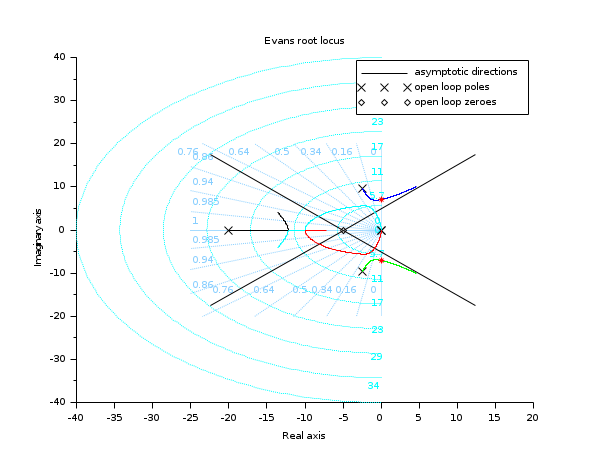 Evans root locus
40
30
20
10
0
-10
-20
-30
-40
Imaginary axis
asymptotic directions
open loop poles
open loop zeroes
23
17
11
5.7
0.76 0.64 0.5 0.34 0.16 0
0.86
0.94
0.985
1
0.985
0.94
0.86
0.76 0.64 0.5 0.34 0.16 0
11
17
23
29
34
-40 -35 -30 -25 -20 -15 -10 -5 0 5 10 15 20
Real axis